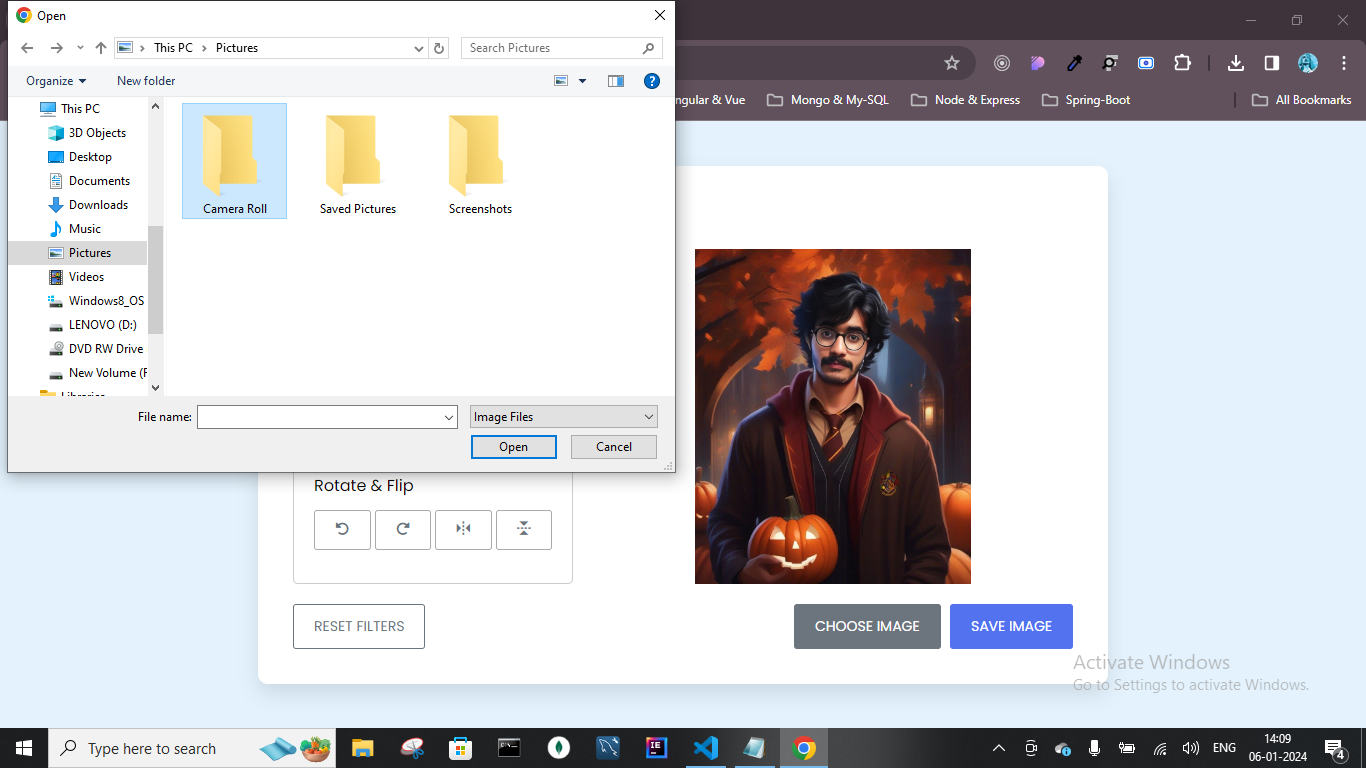 Open
This PC
Pictures
Search Pictures
Organize
New folder
This PC
3D Objects
Desktop
Documents
Downloads
Music
Pictures
Videos
Windows8_OS
LENOVO (D:)
DVD RW Drive
New Volume (F
Camera Roll
Saved Pictures
Screenshots
File name:
Image Files
Open
Cancel
ngular & Vue
Mongo & My-SQL
Node & Express
Spring-Boot
All Bookmarks
Rotate & Flip
RESET FILTERS
CHOOSE IMAGE
SAVE IMAGE
Activate Windows
Go to Settings to activate Windows.
Type here to search
ENG
14:09
06-01-2024
4